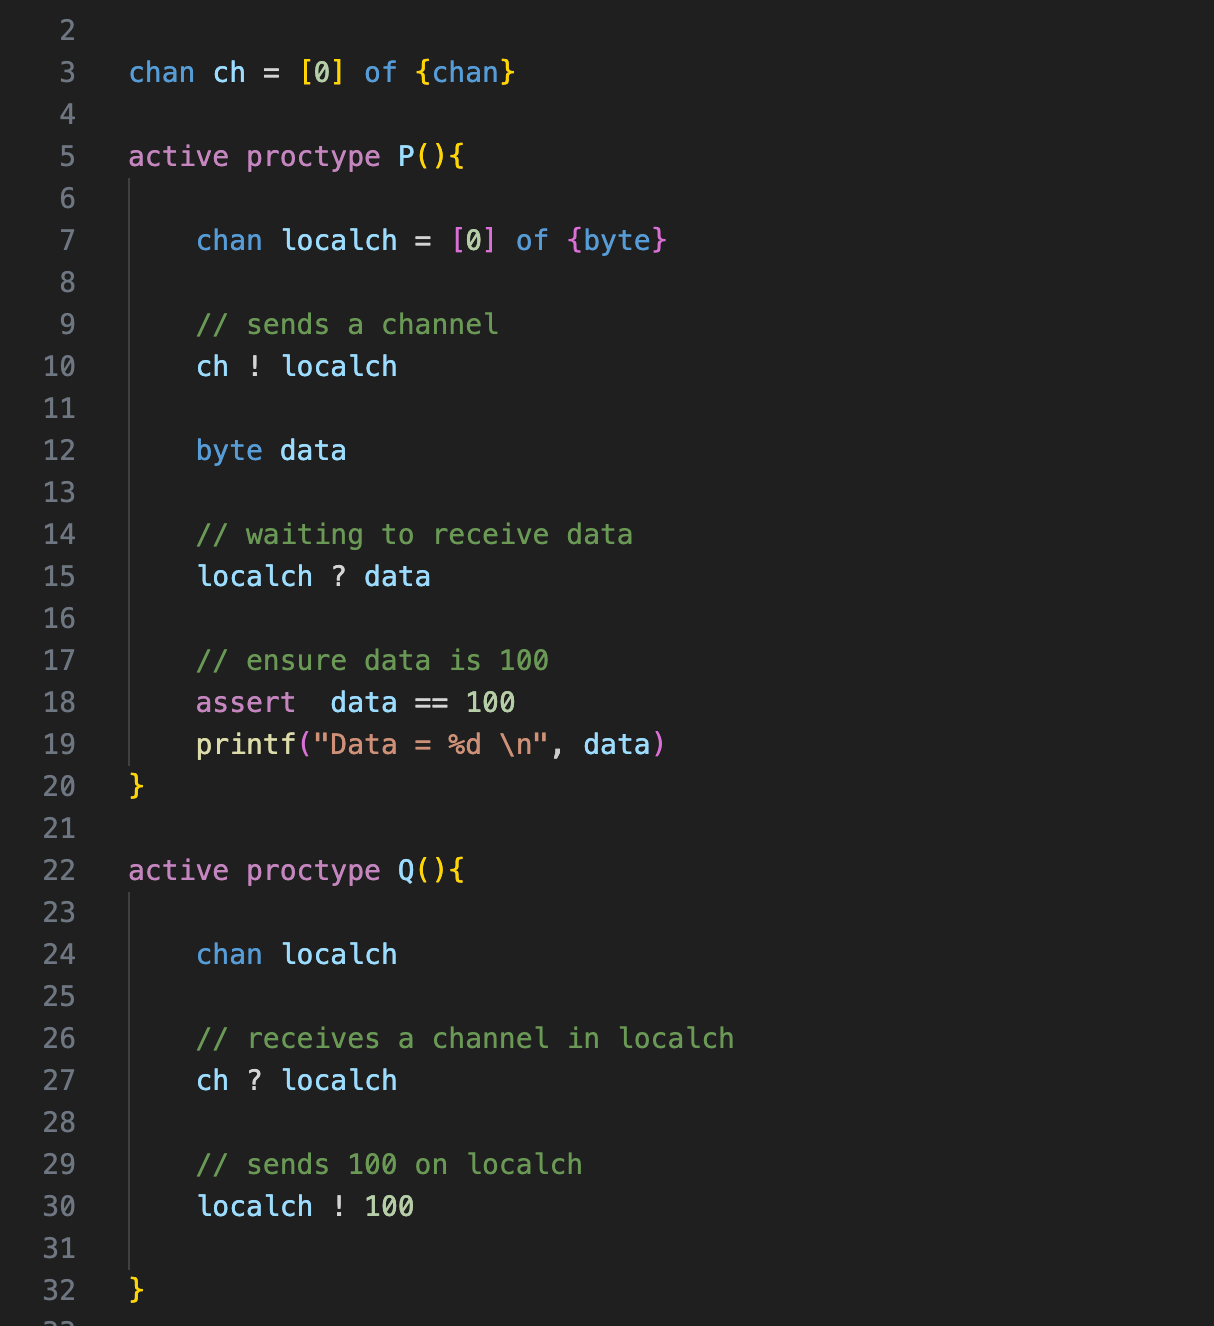 2
3 chan ch = [0] of {chan}
4
5 active proctype P(){
6
7 chan localch = [0] of {byte}
8
9 // sends a channel
10 ch ! localch
11
12 byte data
13
14 // waiting to receive data
15 localch ? data
16
17 // ensure data is 100
18 assert  data == 100
19 printf("Data = %d \n", data)
20 }
21
22 active proctype Q(){
23
24 chan localch
25
26 // receives a channel in localch
27 ch ? localch
28
29 // sends 100 on localch
30 localch ! 100
31
32 }